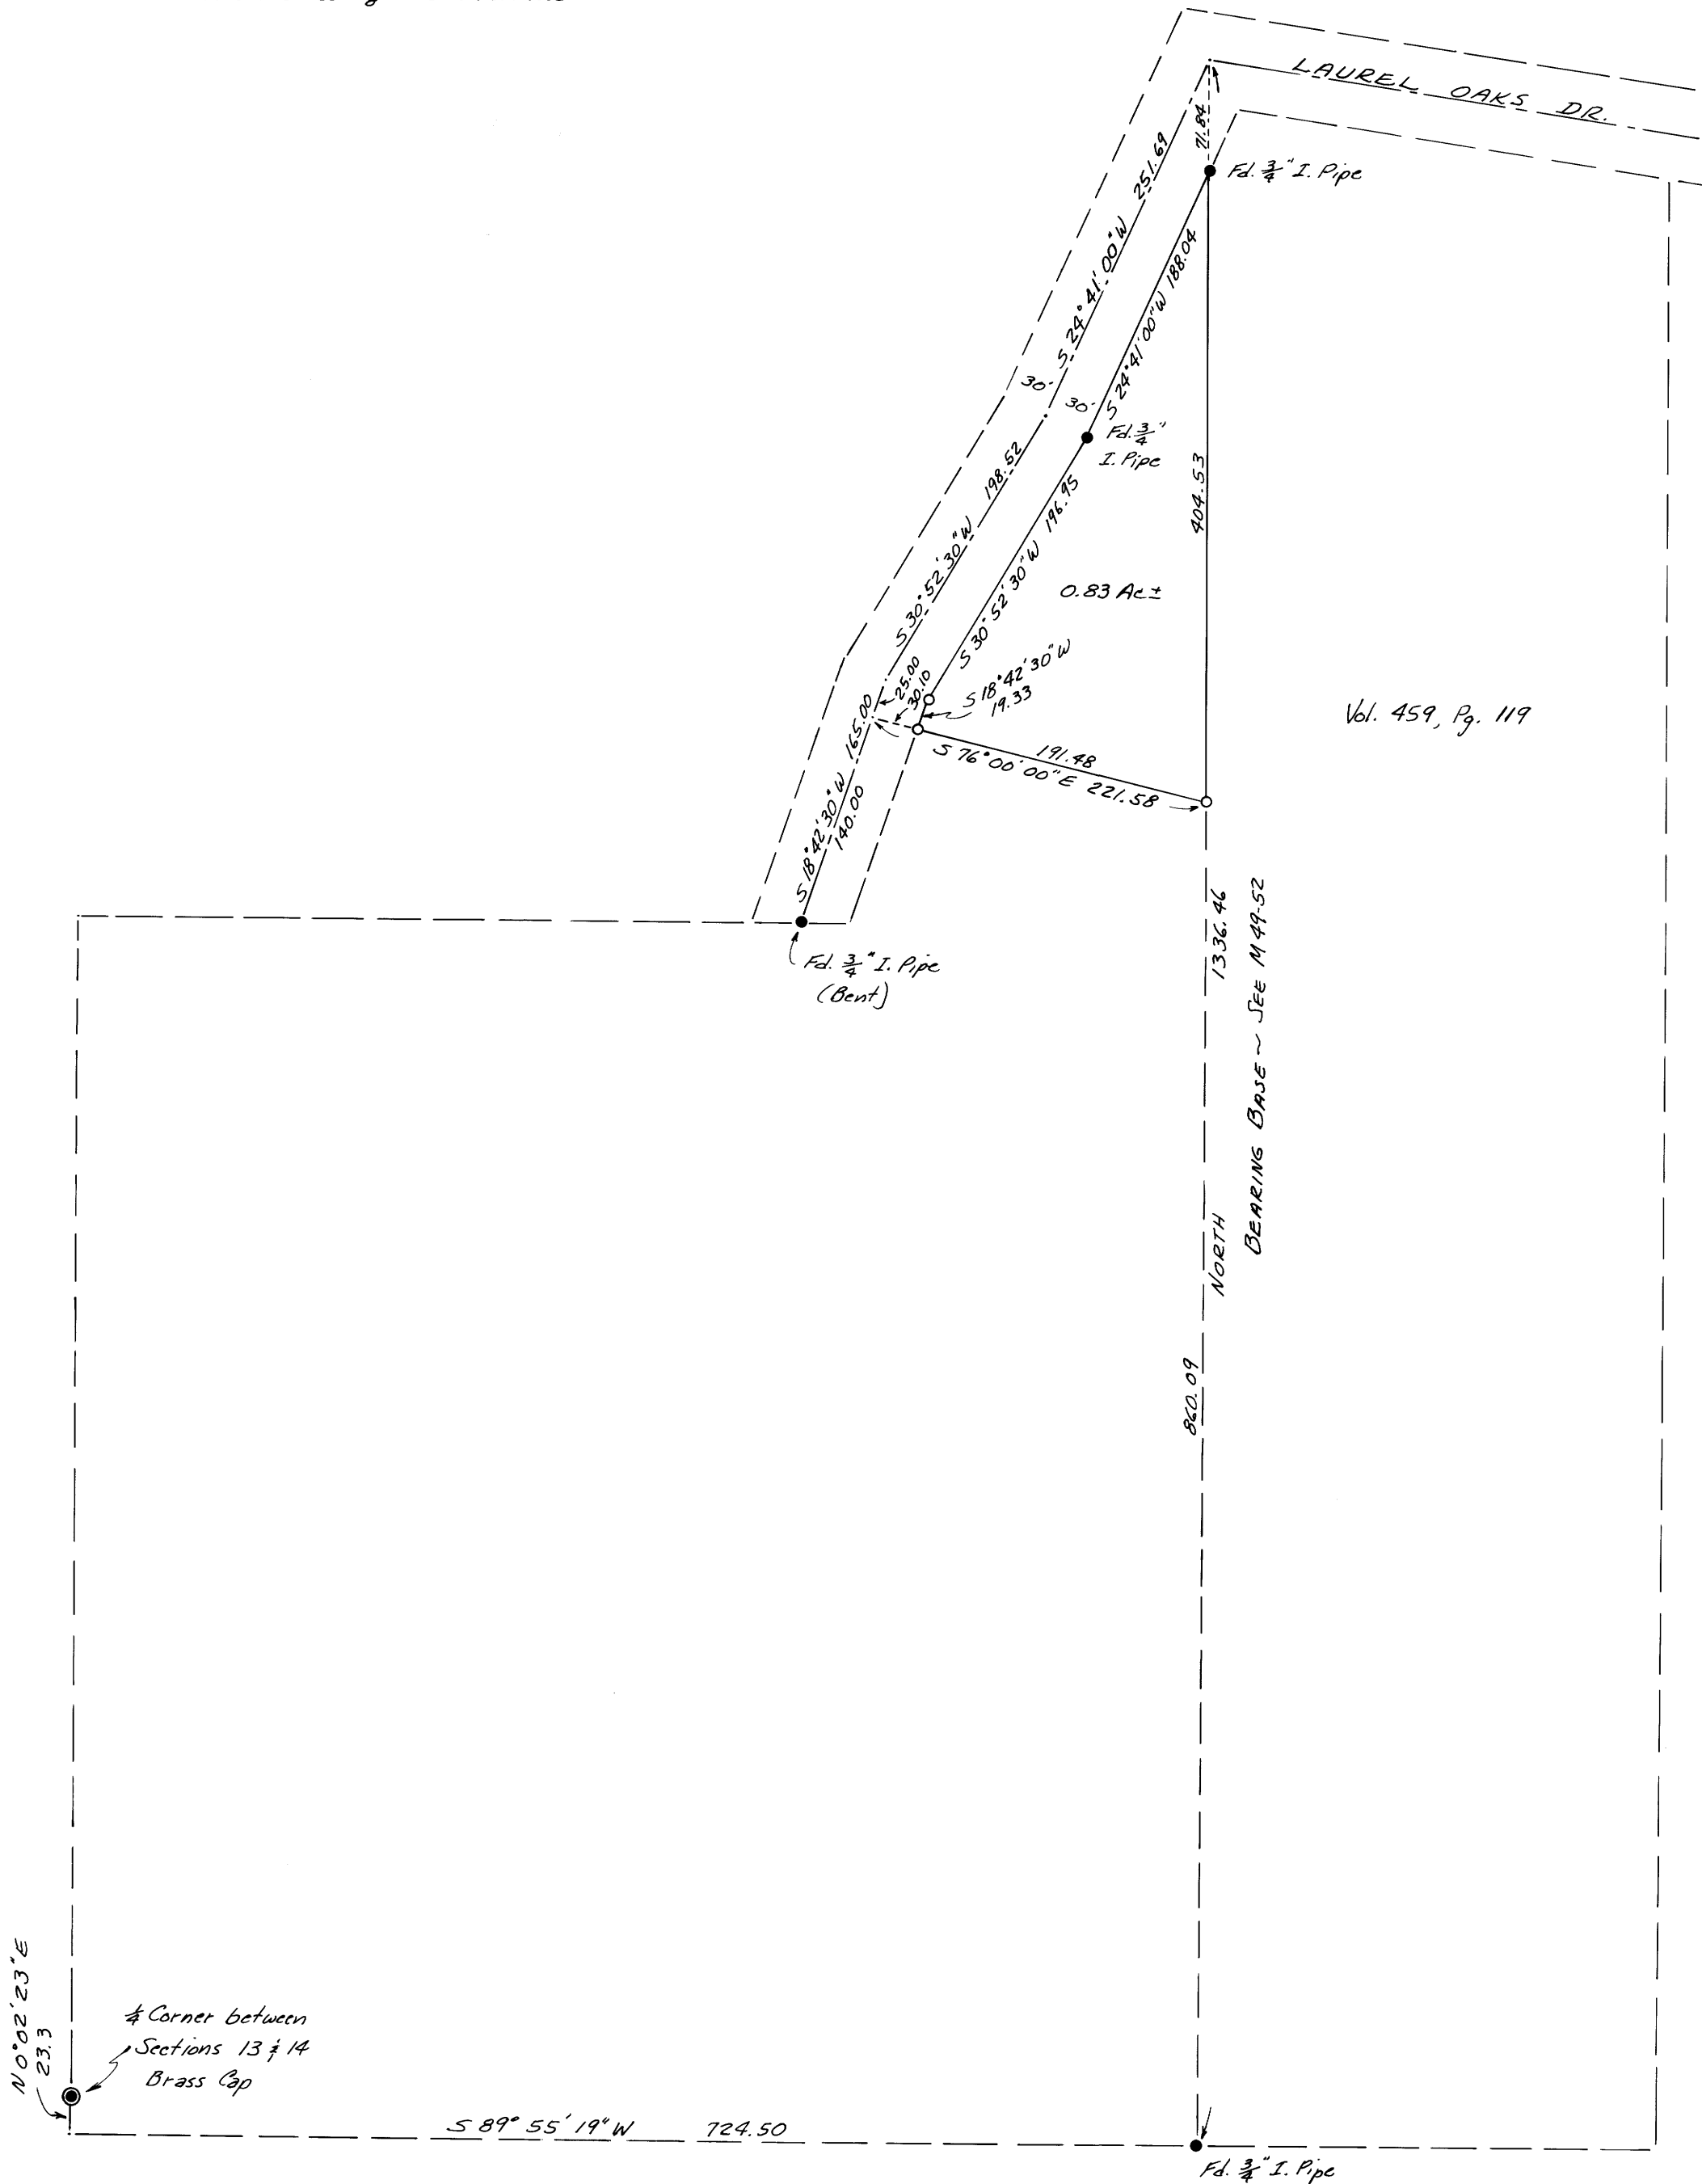 LAUREL OAKS DR.
71.84
Fd. 3/4" I. Pipe
S 24°41'00"W 251.69
S 24°41'00"W 188.04
30'
30'
Fd. 3/4"
I. Pipe
404.53
S 30°52'30"W 198.52
S 30°52'30"W 196.95
0.83 Ac±
25.00
30.10
S 18°42'30"W
19.33
Vol. 459, Pg. 119
191.48
S 76°00'00"E 221.58
S 18°42'30"W 165.00
140.00
Fd. 3/4" I. Pipe
(Bent)
NORTH 1336.46
BEARING BASE ~ SEE M49-52
860.09
N 0°02'23"E
23.3
1/4 Corner between
Sections 13 & 14
Brass Cap
S 89°55'19"W 724.50
Fd. 3/4" I. Pipe